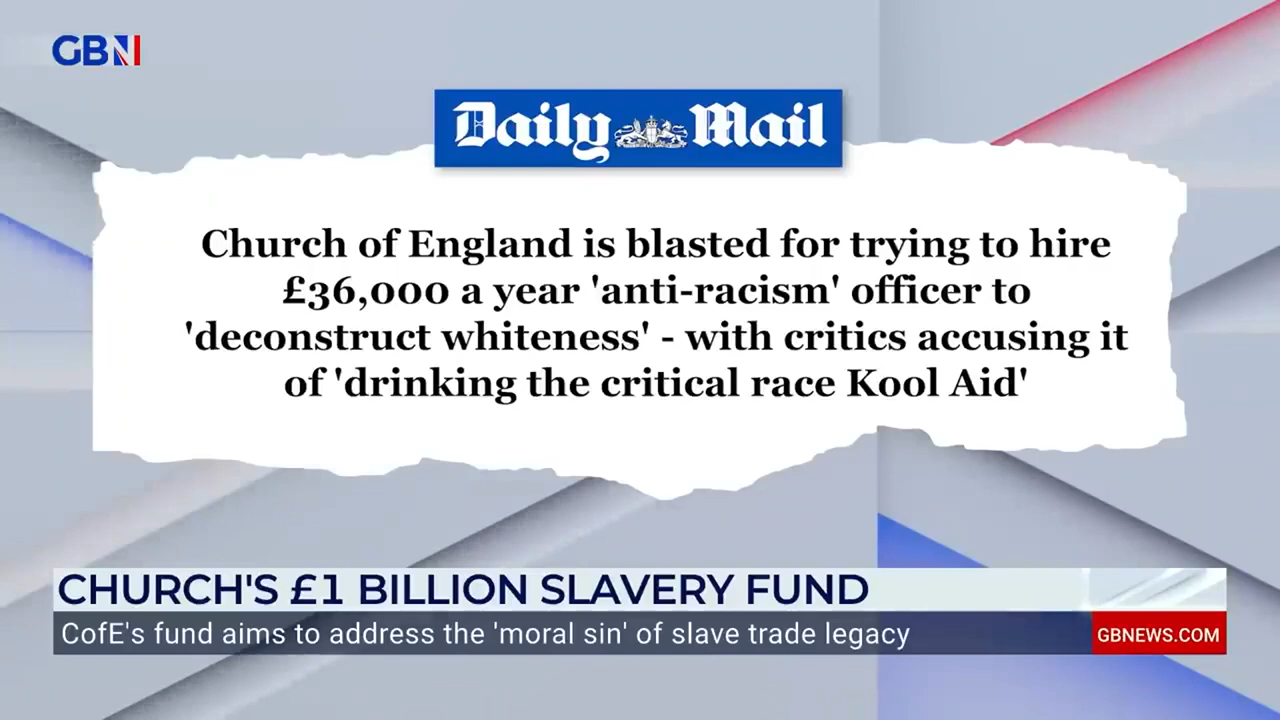 GBN
Daily Mail
Church of England is blasted for trying to hire
£36,000 a year 'anti-racism' officer to
'deconstruct whiteness' - with critics accusing it
of 'drinking the critical race Kool Aid'
CHURCH'S £1 BILLION SLAVERY FUND
CofE's fund aims to address the 'moral sin' of slave trade legacy
GBNEWS.COM